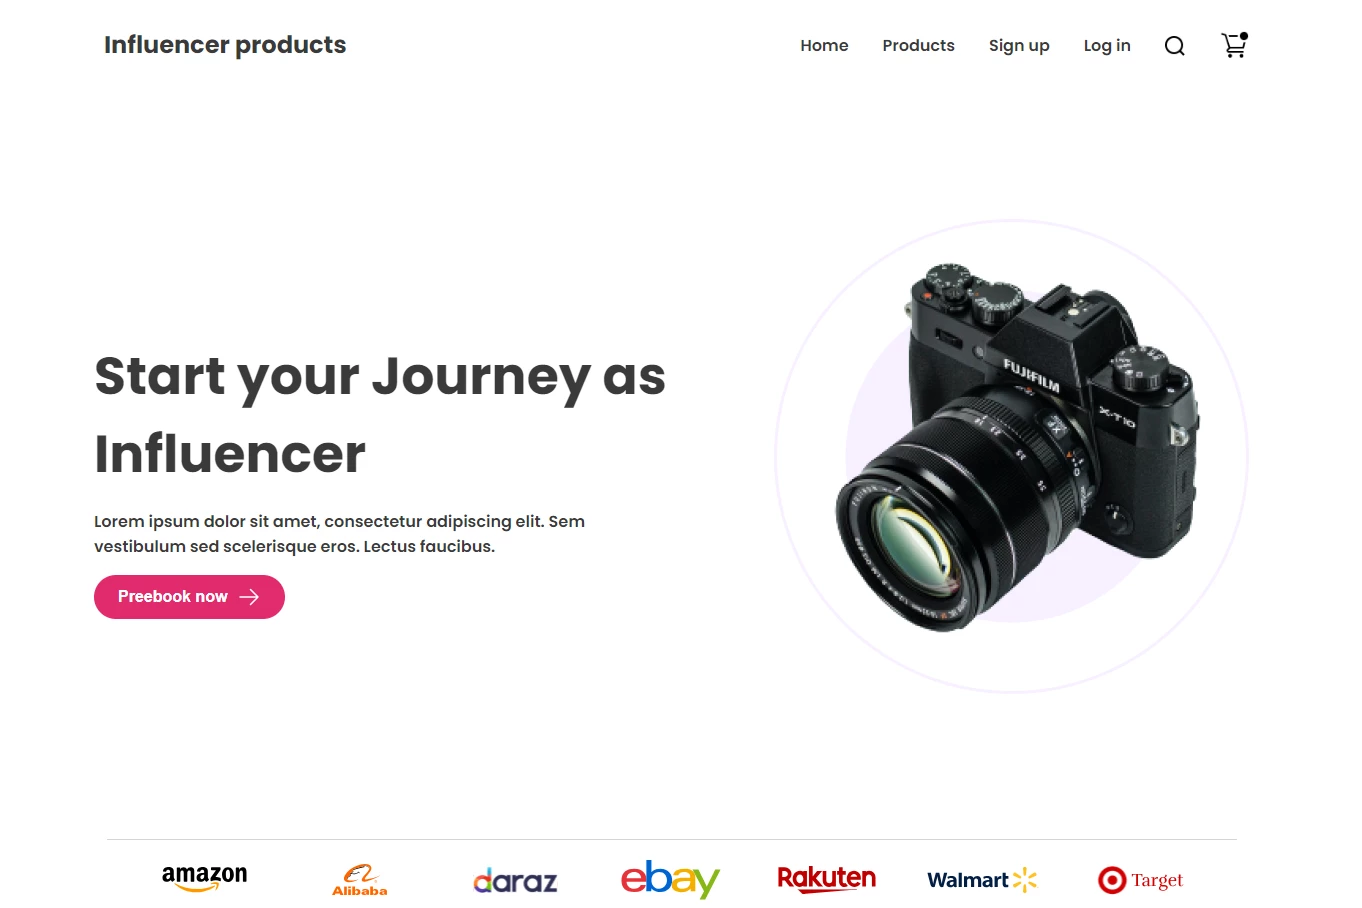 Influencer products
Home Products Sign up Log in
Start your Journey as
Influencer
Lorem ipsum dolor sit amet, consectetur adipiscing elit. Sem
vestibulum sed scelerisque eros. Lectus faucibus.
Preebook now
FUJIFILM
X-T10
amazon
Alibaba
daraz
ebay
Rakuten
Walmart
Target